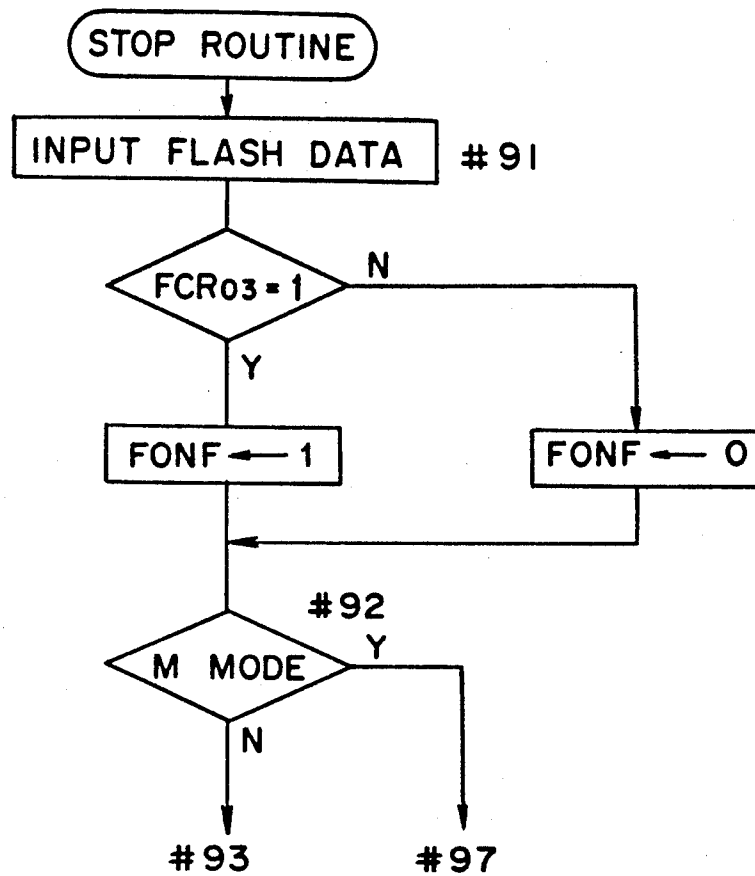 STOP ROUTINE
INPUT FLASH DATA #91
FCR03=1
N
Y
FONF ← 1
FONF ← 0
#92
M MODE
Y
N
#93
#97